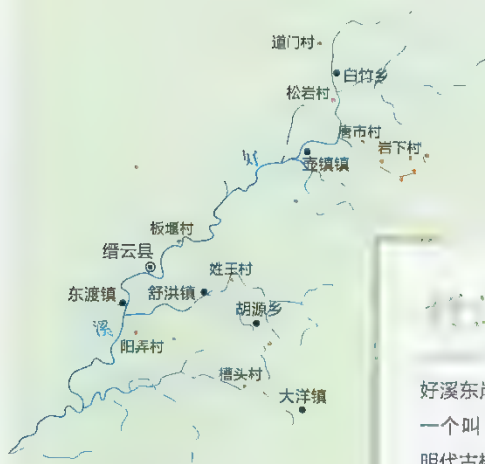 道门村
白竹乡
松岩村
唐市村
岩下村
壶镇镇
好
板堰村
缙云县
姓王村
东渡镇
舒洪镇
胡源乡
溪
阳弄村
槽头村
大洋镇
好溪东岸
一个叫
明代古村